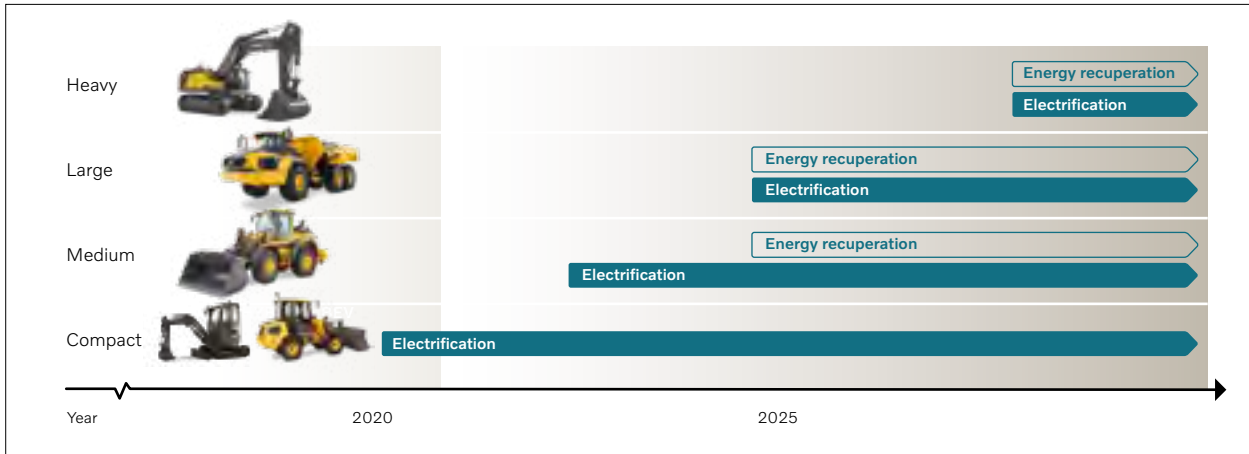 Heavy
Energy recuperation
Electrification
Large
Energy recuperation
Electrification
Medium
Energy recuperation
Electrification
Compact
Electrification
Year 2020 2025